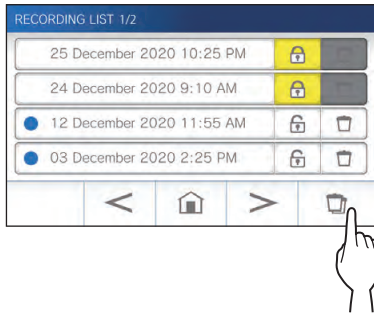 RECORDING LIST 1/2
25 December 2020 10:25 PM
24 December 2020 9:10 AM
12 December 2020 11:55 AM
03 December 2020 2:25 PM